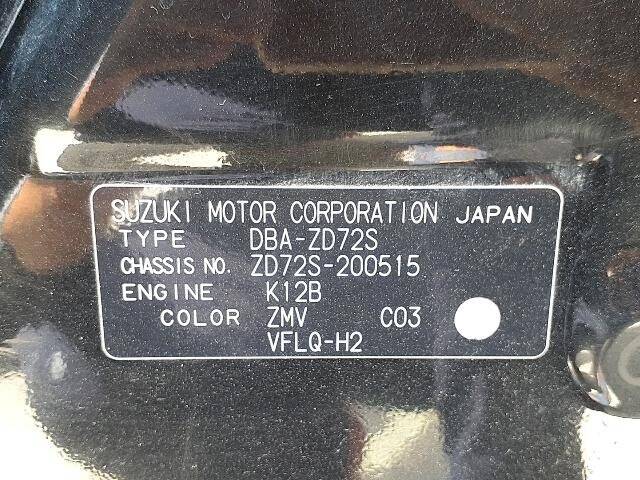 SUZUKI MOTOR CORPORATION JAPAN
TYPE DBA-ZD72S
CHASSIS NO. ZD72S-200515
ENGINE K12B
COLOR ZMV C03
VFLQ-H2